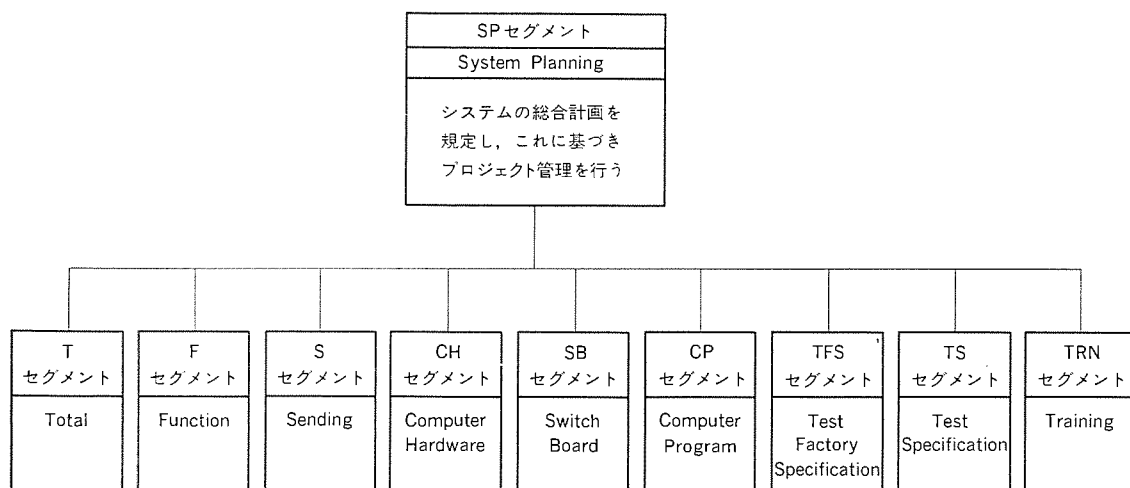 SPセグメント
System Planning
システムの総合計画を
規定し，これに基づき
プロジェクト管理を行う
T
セグメント
Total
F
セグメント
Function
S
セグメント
Sending
CH
セグメント
Computer
Hardware
SB
セグメント
Switch
Board
CP
セグメント
Computer
Program
TFS
セグメント
Test
Factory
Specification
TS
セグメント
Test
Specification
TRN
セグメント
Training